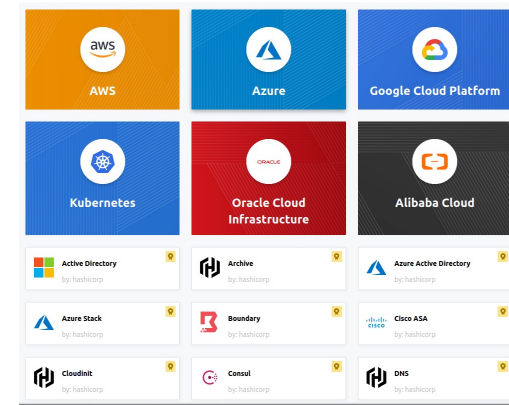 aws
AWS
Azure
Google Cloud Platform
Kubernetes
ORACLE
Oracle Cloud
Infrastructure
Alibaba Cloud
Active Directory
by: hashicorp
Archive
by: hashicorp
Azure Active Directory
by: hashicorp
Azure Stack
by: hashicorp
Boundary
by: hashicorp
CISCO
Cisco ASA
by: hashicorp
Cloudinit
by: hashicorp
Consul
by: hashicorp
DNS
by: hashicorp